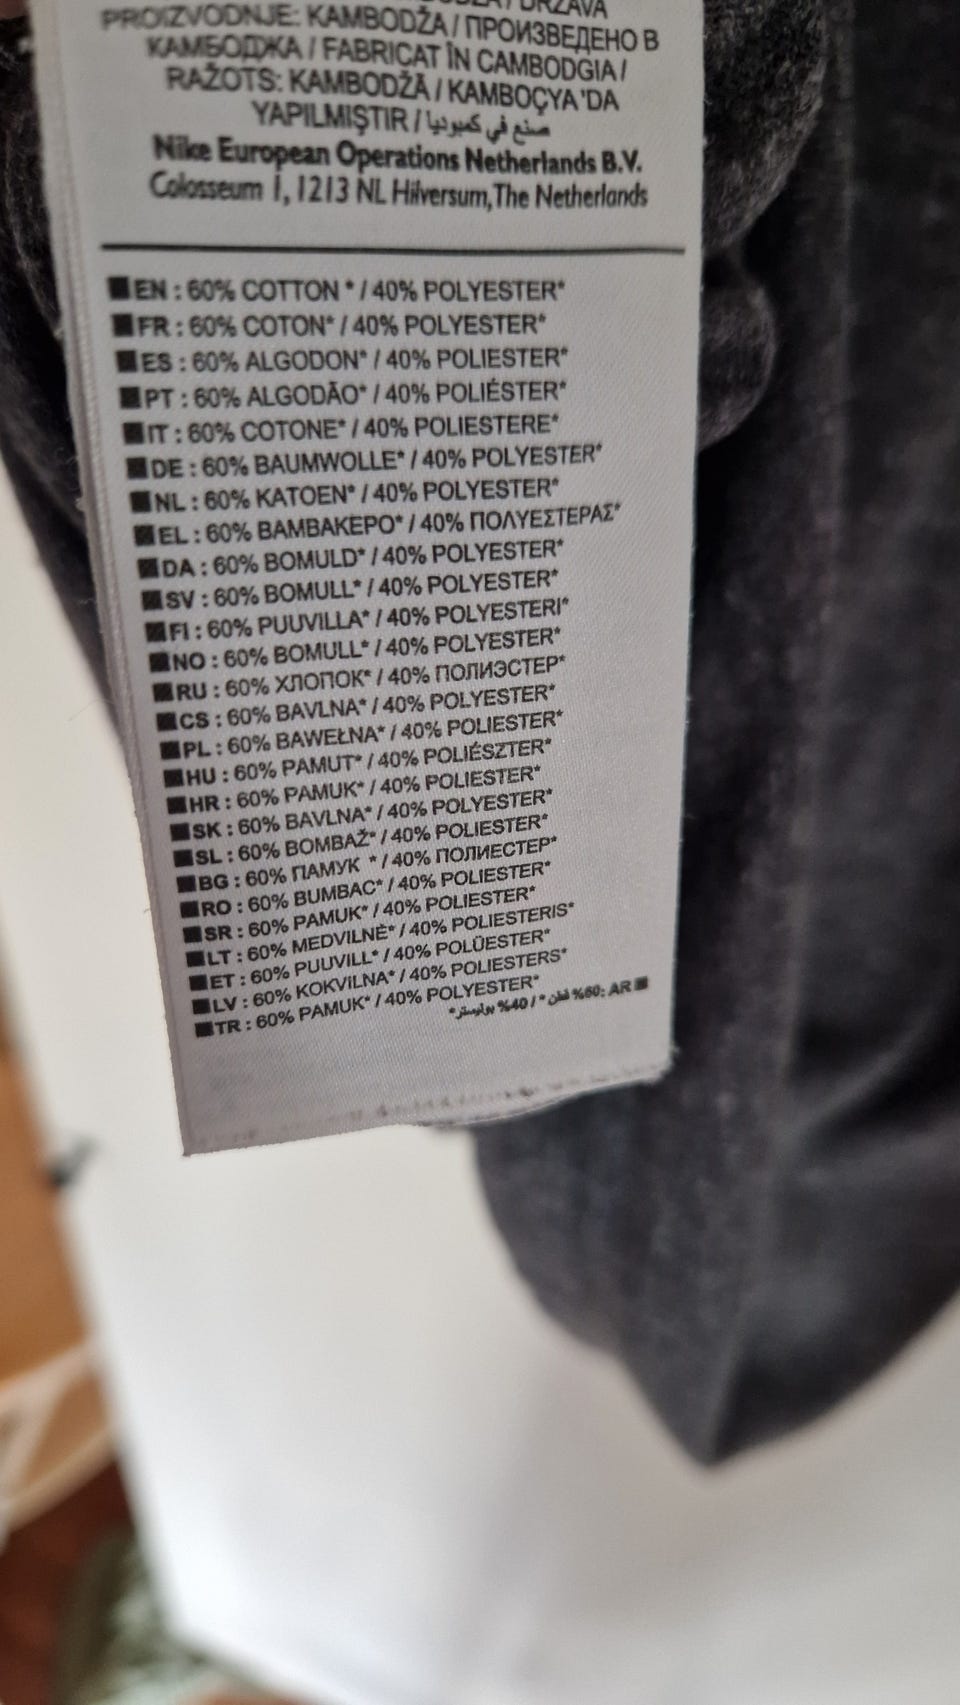 DRŽAVA
PROIZVODNJE: KAMBODŽA / ПРОИЗВЕДЕНО В
КАМБОДЖА / FABRICAT ÎN CAMBODGIA /
RAŽOTS: KAMBODŽĀ / KAMBOÇYA'DA
YAPILMIŞTIR / صنع في كمبوديا
Nike European Operations Netherlands B.V.
Colosseum 1, 1213 NL Hilversum, The Netherlands
EN : 60% COTTON * / 40% POLYESTER*
FR : 60% COTON* / 40% POLYESTER*
ES : 60% ALGODON* / 40% POLIESTER*
PT : 60% ALGODÃO* / 40% POLIÉSTER*
IT : 60% COTONE* / 40% POLIESTERE*
DE : 60% BAUMWOLLE* / 40% POLYESTER*
NL : 60% KATOEN* / 40% POLYESTER*
EL : 60% ΒΑΜΒΑΚΕΡΟ* / 40% ΠΟΛΥΕΣΤΕΡΑΣ*
DA : 60% BOMULD* / 40% POLYESTER*
SV : 60% BOMULL* / 40% POLYESTER*
FI : 60% PUUVILLA* / 40% POLYESTERI*
NO : 60% BOMULL* / 40% POLYESTER*
RU : 60% ХЛОПОК* / 40% ПОЛИЭСТЕР*
CS : 60% BAVLNA* / 40% POLYESTER*
PL : 60% BAWEŁNA* / 40% POLIESTER*
HU : 60% PAMUT* / 40% POLIÉSZTER*
HR : 60% PAMUK* / 40% POLIESTER*
SK : 60% BAVLNA* / 40% POLYESTER*
SL : 60% BOMBAŽ* / 40% POLIESTER*
BG : 60% ПАМУК * / 40% ПОЛИЕСТЕР*
RO : 60% BUMBAC* / 40% POLIESTER*
SR : 60% PAMUK* / 40% POLIESTER*
LT : 60% MEDVILNĖ* / 40% POLIESTERIS*
ET : 60% PUUVILL* / 40% POLÜESTER*
LV : 60% KOKVILNA* / 40% POLIESTERS*
TR : 60% PAMUK* / 40% POLYESTER*
AR :60% قطن* / 40% بوليستر*